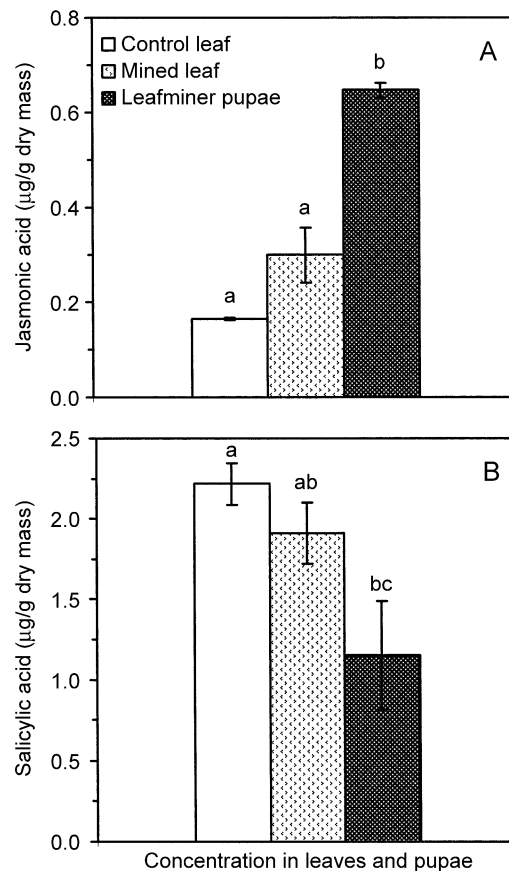 0.8
Control leaf
A
Mined leaf
b
Leafminer pupae
0.6
Jasmonic acid (µg/g dry mass)
0.4
a
a
0.2
0.0
2.5
a
B
ab
2.0
bc
Salicylic acid (µg/g dry mass)
1.5
1.0
0.5
0.0
Concentration in leaves and pupae